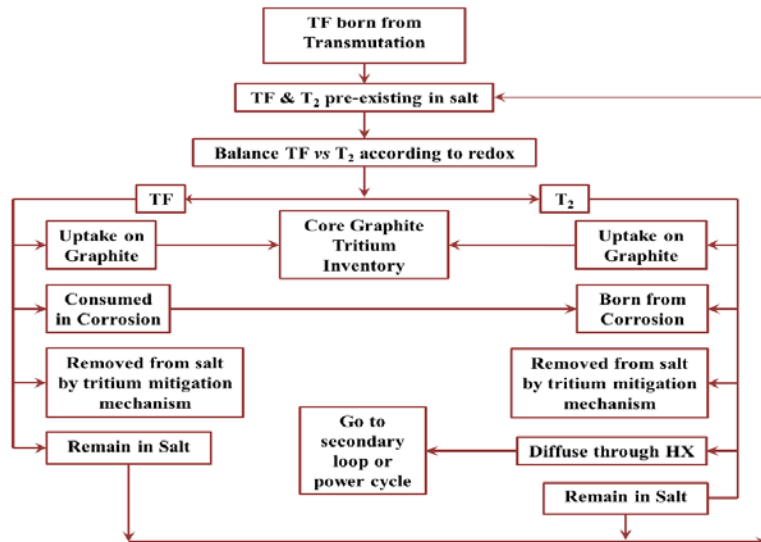 TF born from
Transmutation
TF & T₂ pre-existing in salt
Balance TF vs T₂ according to redox
TF
T₂
Uptake on
Graphite
Core Graphite
Tritium
Inventory
Uptake on
Graphite
Consumed
in Corrosion
Born from
Corrosion
Removed from salt
by tritium mitigation
mechanism
Removed from salt
by tritium mitigation
mechanism
Remain in Salt
Go to
secondary
loop or
power cycle
Diffuse through HX
Remain in Salt